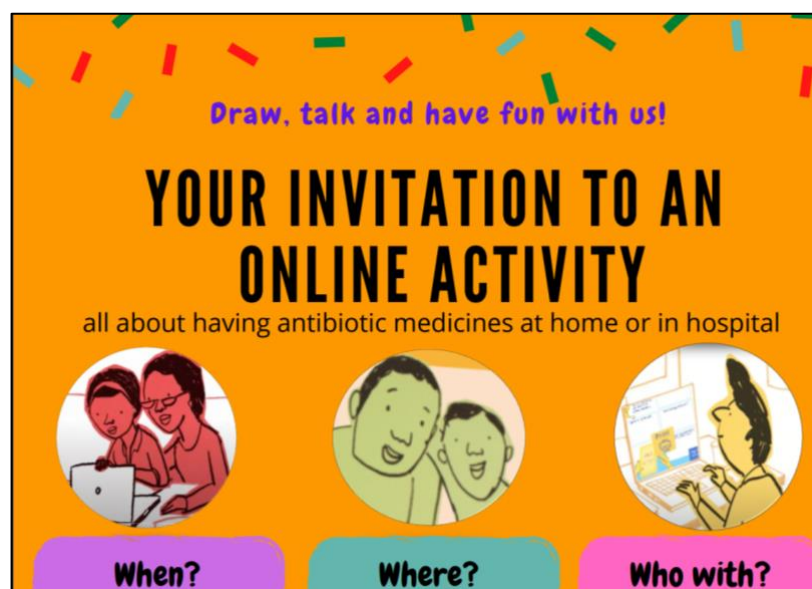 Draw, talk and have fun with us!
YOUR INVITATION TO AN
ONLINE ACTIVITY
all about having antibiotic medicines at home or in hospital
When?
Where?
Who with?